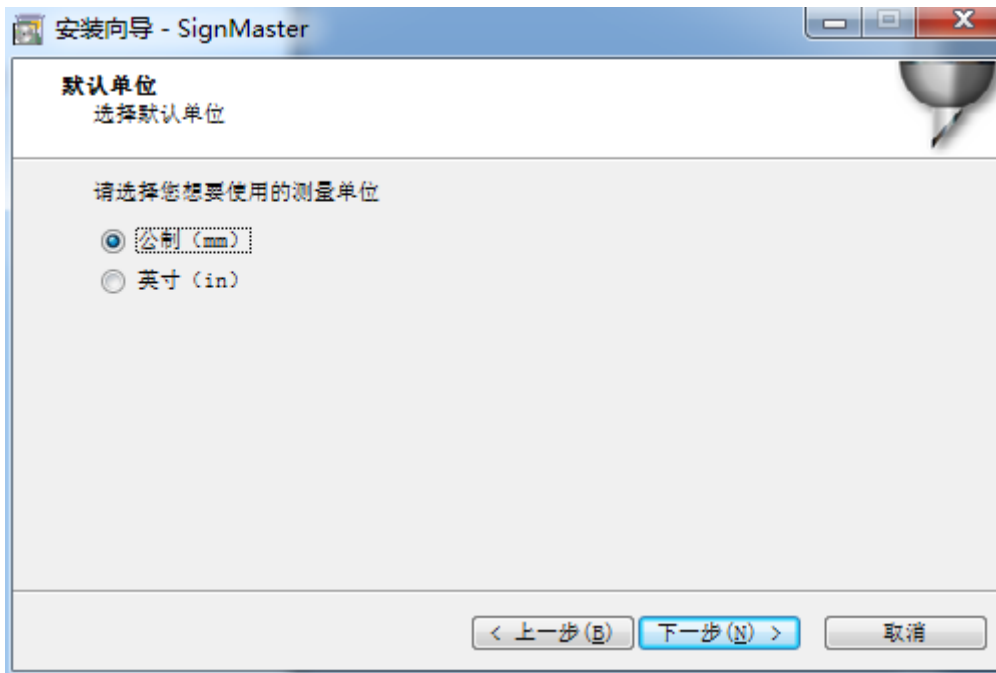 安装向导 - SignMaster
默认单位
选择默认单位
请选择您想要使用的测量单位
公制（mm）
英寸（in）
< 上一步(B) 下一步(N) > 取消